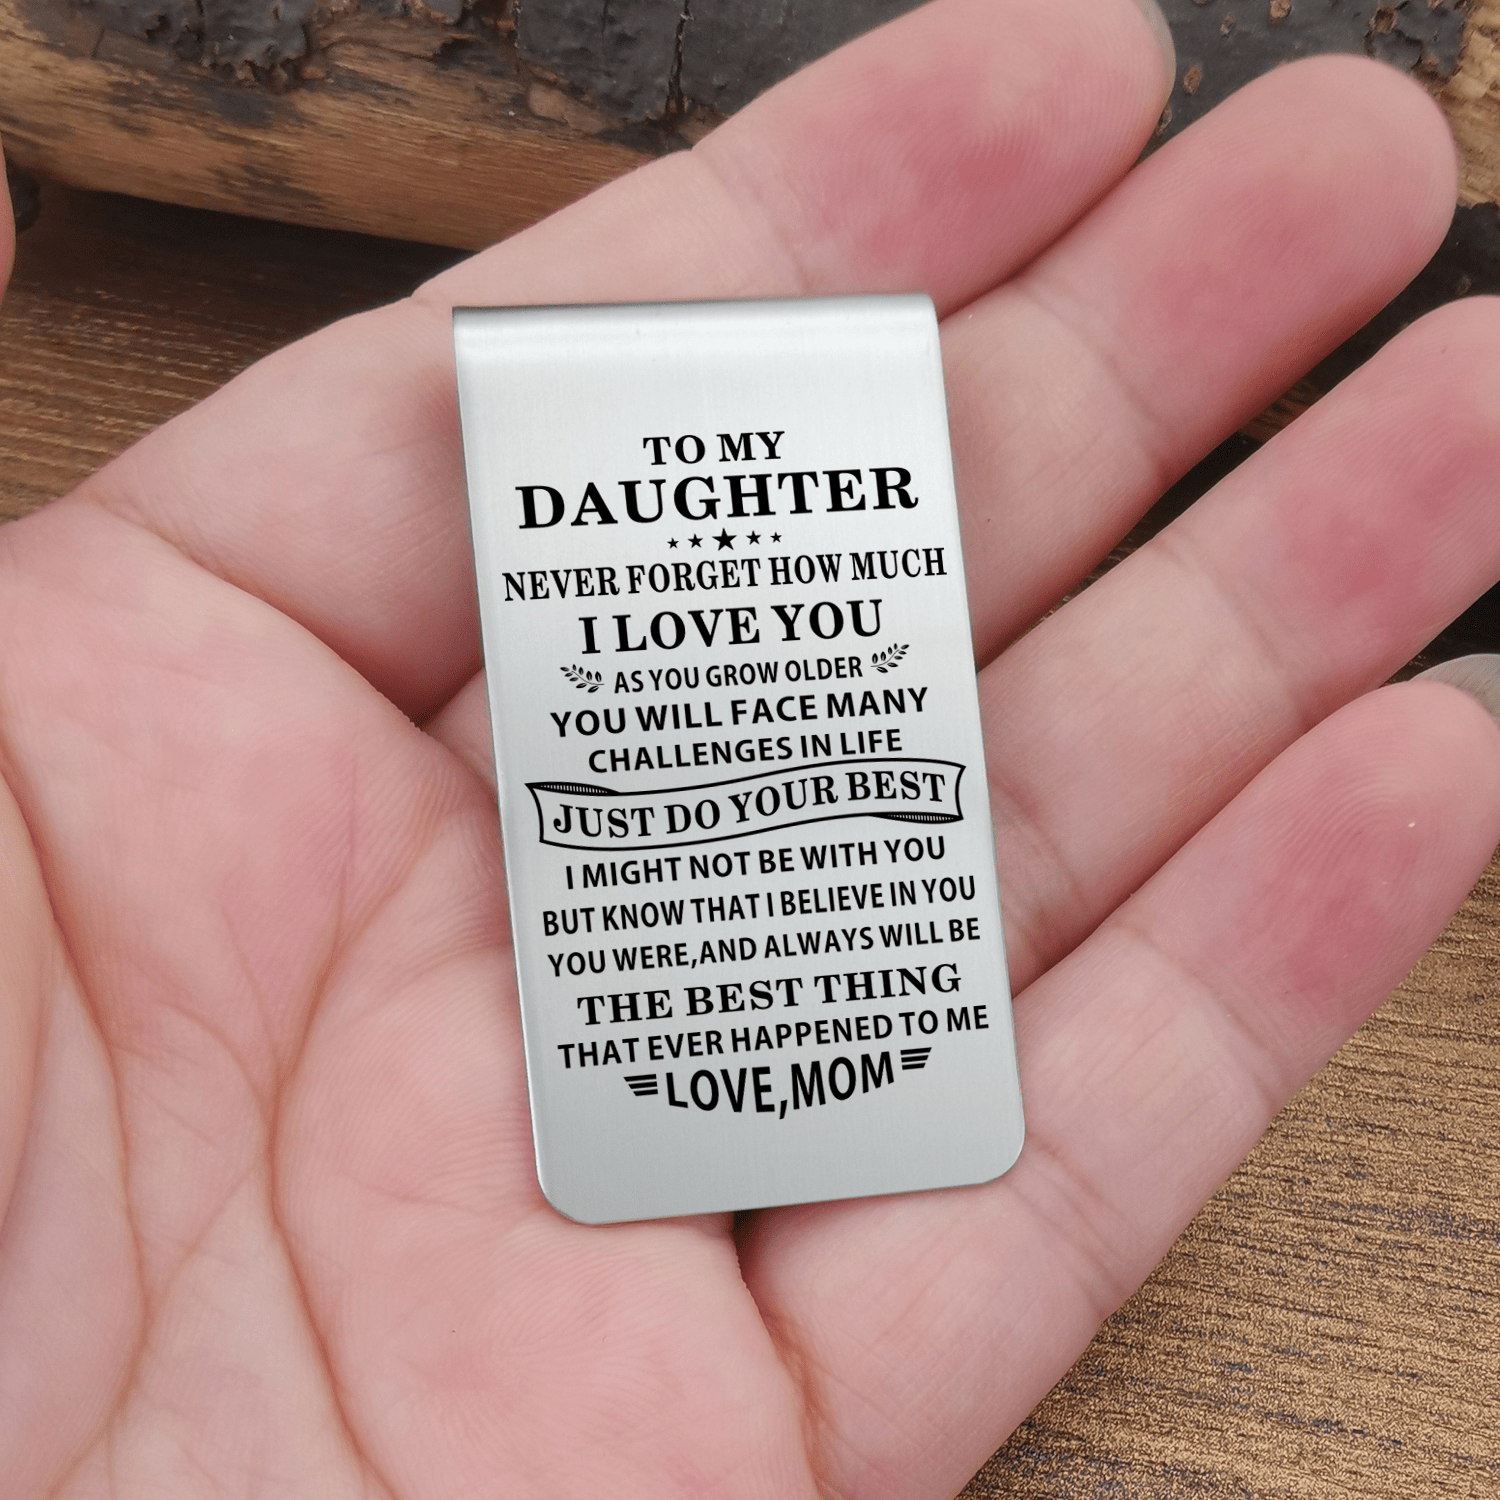 TO MY
DAUGHTER
NEVER FORGET HOW MUCH
I LOVE YOU
AS YOU GROW OLDER
YOU WILL FACE MANY
CHALLENGES IN LIFE
JUST DO YOUR BEST
I MIGHT NOT BE WITH YOU
BUT KNOW THAT I BELIEVE IN YOU
YOU WERE,AND ALWAYS WILL BE
THE BEST THING
THAT EVER HAPPENED TO ME
LOVE,MOM